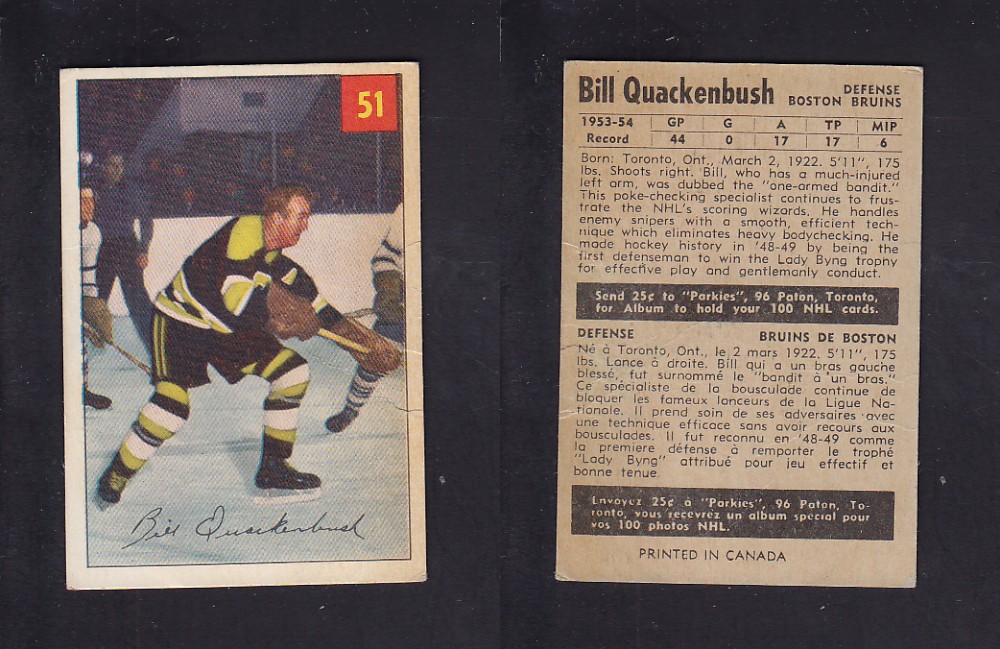 51
Bill Quackenbush
Bill Quackenbush
DEFENSE
BOSTON BRUINS
1953-54 GP G A TP MIP
Record 44 0 17 17 6
Born: Toronto, Ont., March 2, 1922. 5'11", 175
lbs. Shoots right. Bill, who has a much-injured
left arm, was dubbed the "one-armed bandit."
This poke-checking specialist continues to frus-
trate the NHL's scoring wizards. He handles
enemy snipers with a smooth, efficient tech-
nique which eliminates heavy bodychecking. He
made hockey history in '48-49 by being the
first defenseman to win the Lady Byng trophy
for effective play and gentlemanly conduct.
Send 25¢ to "Parkies", 96 Paton, Toronto,
for Album to hold your 100 NHL cards.
DEFENSE BRUINS DE BOSTON
Né à Toronto, Ont., le 2 mars 1922. 5'11", 175
lbs. Lance à droite. Bill qui a un bras gauche
blessé, fut surnommé le "bandit à un bras."
Ce spécialiste de la bousculade continue de
bloquer les fameux lanceurs de la Ligue Na-
tionale. Il prend soin de ses adversaires avec
une technique efficace sans avoir recours aux
bousculades. Il fut reconnu en '48-49 comme
la premiere défense à remporter le trophé
"Lady Byng" attribué pour jeu effectif et
bonne tenue.
Envoyez 25¢ à "Parkies", 96 Paton, To-
ronto, vous recevrez un album spécial pour
vos 100 photos NHL.
PRINTED IN CANADA